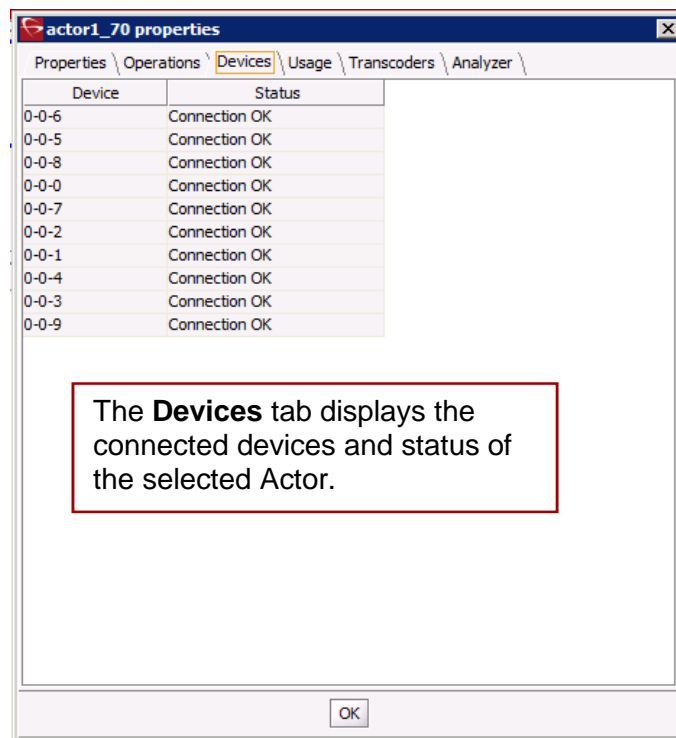 actor1_70 properties
Properties \ Operations \ Devices \ Usage \ Transcoders \ Analyzer \
Device Status
0-0-6 Connection OK
0-0-5 Connection OK
0-0-8 Connection OK
0-0-0 Connection OK
0-0-7 Connection OK
0-0-2 Connection OK
0-0-1 Connection OK
0-0-4 Connection OK
0-0-3 Connection OK
0-0-9 Connection OK
The Devices tab displays the
connected devices and status of
the selected Actor.
OK